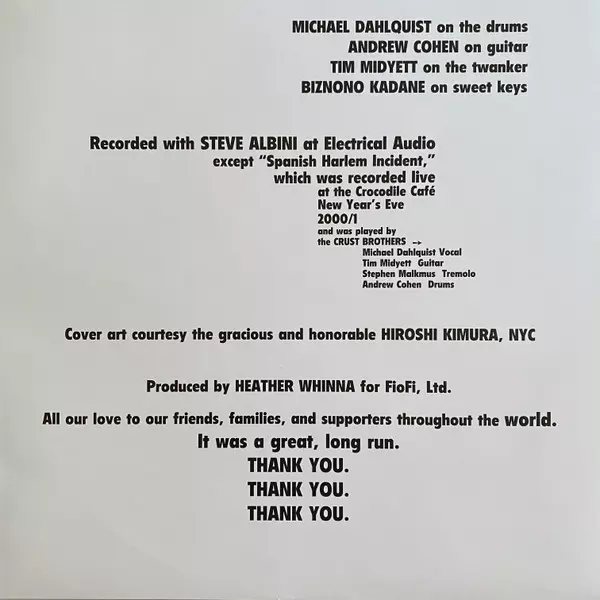 MICHAEL DAHLQUIST on the drums
ANDREW COHEN on guitar
TIM MIDYETT on the twanker
BIZNONO KADANE on sweet keys
Recorded with STEVE ALBINI at Electrical Audio
except "Spanish Harlem Incident,"
which was recorded live
at the Crocodile Café
New Year's Eve
2000/1
and was played by
the CRUST BROTHERS →
Michael Dahlquist Vocal
Tim Midyett Guitar
Stephen Malkmus Tremolo
Andrew Cohen Drums
Cover art courtesy the gracious and honorable HIROSHI KIMURA, NYC
Produced by HEATHER WHINNA for FioFi, Ltd.
All our love to our friends, families, and supporters throughout the world.
It was a great, long run.
THANK YOU.
THANK YOU.
THANK YOU.